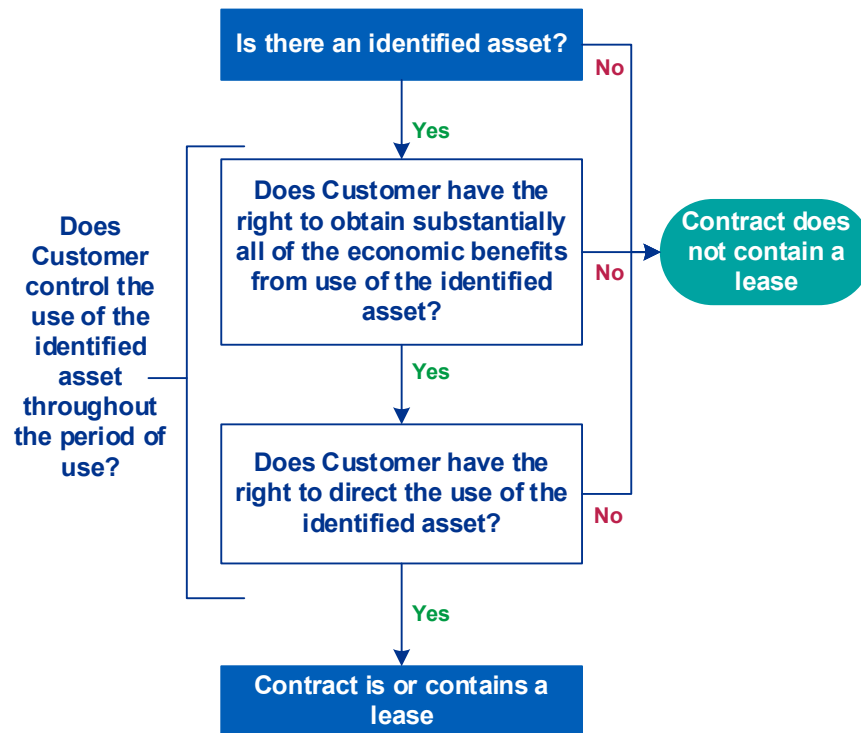 Is there an identified asset?
No
Yes
Does Customer have the
right to obtain substantially
all of the economic benefits
from use of the identified
asset?
No
Contract does
not contain a
lease
Does
Customer
control the
use of the
identified
asset
throughout
the period of
use?
Yes
Does Customer have the
right to direct the use of the
identified asset?
No
Yes
Contract is or contains a
lease